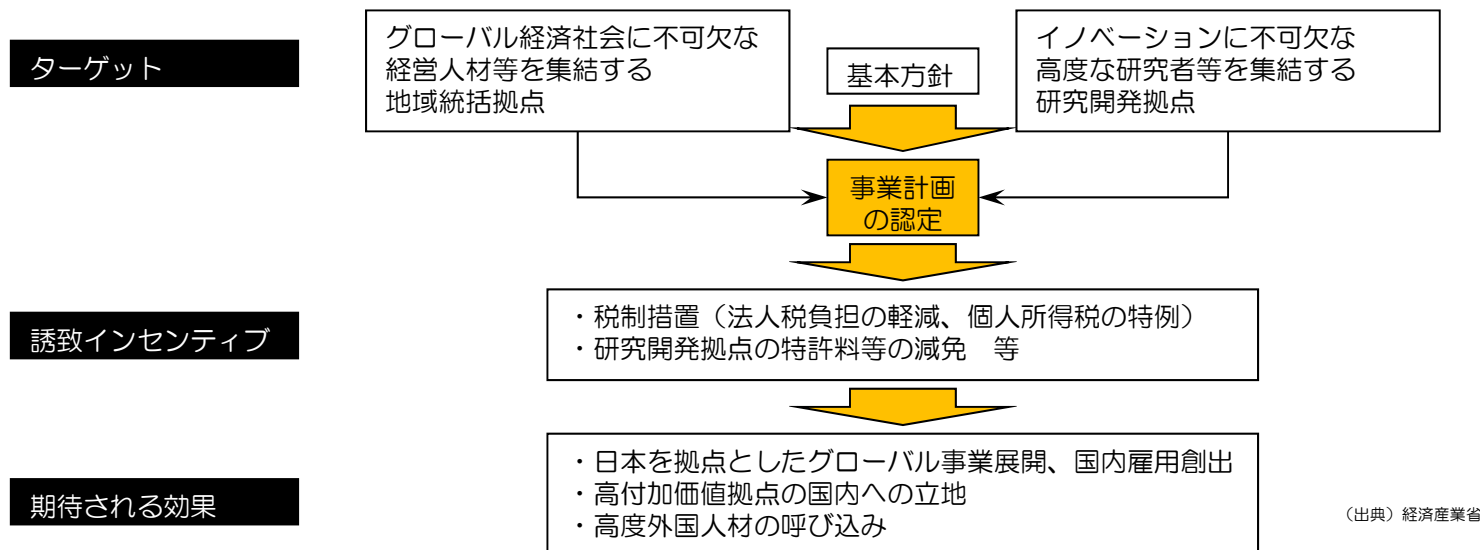 ターゲット
グローバル経済社会に不可欠な
経営人材等を集結する
地域統括拠点
基本方針
イノベーションに不可欠な
高度な研究者等を集結する
研究開発拠点
事業計画
の認定
誘致インセンティブ
・税制措置（法人税負担の軽減、個人所得税の特例）
・研究開発拠点の特許料等の減免　等
期待される効果
・日本を拠点としたグローバル事業展開、国内雇用創出
・高付加価値拠点の国内への立地
・高度外国人材の呼び込み
（出典）経済産業省